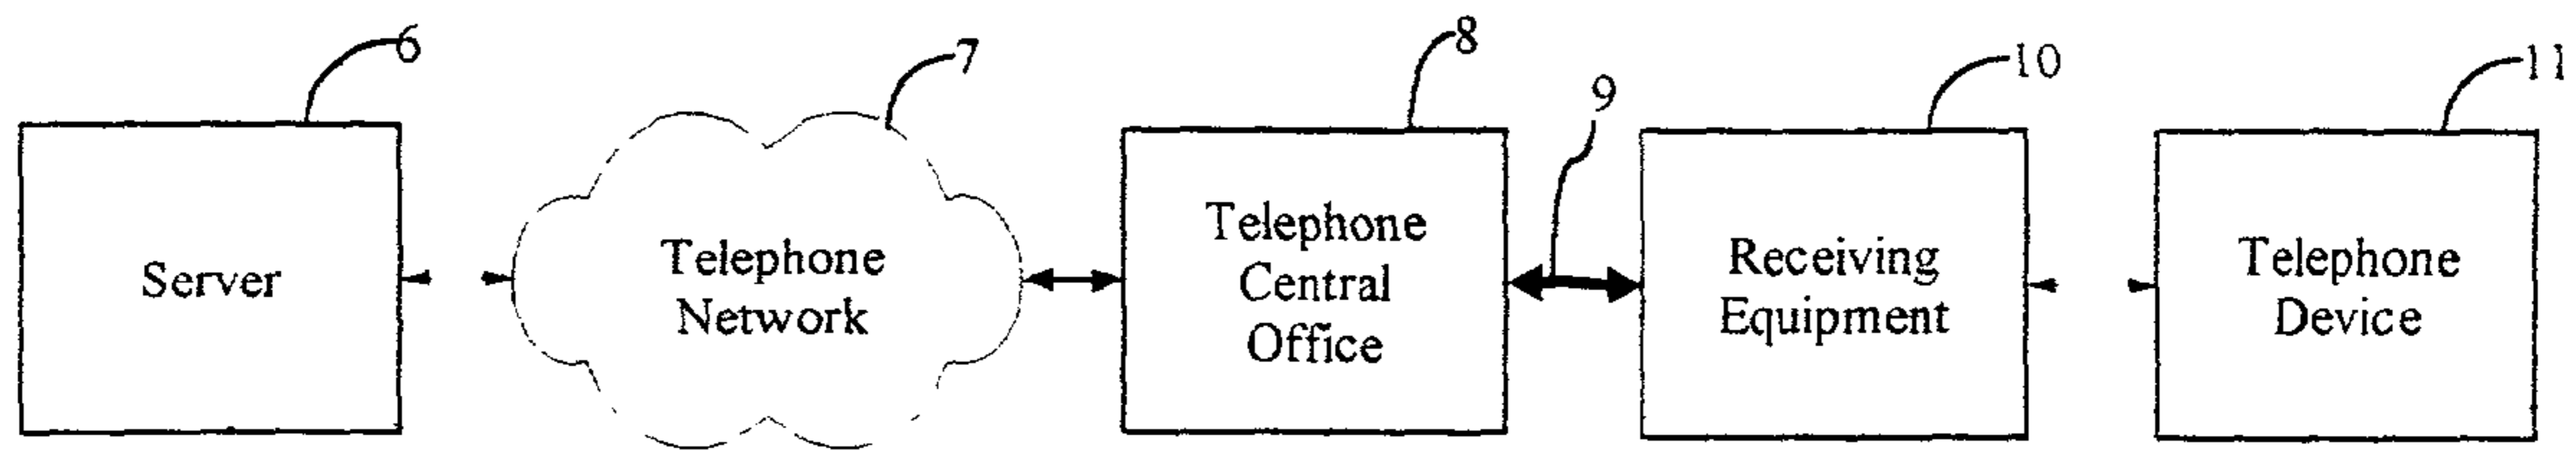 6
7
8
9
10
11
Server
Telephone
Network
Telephone
Central
Office
Receiving
Equipment
Telephone
Device